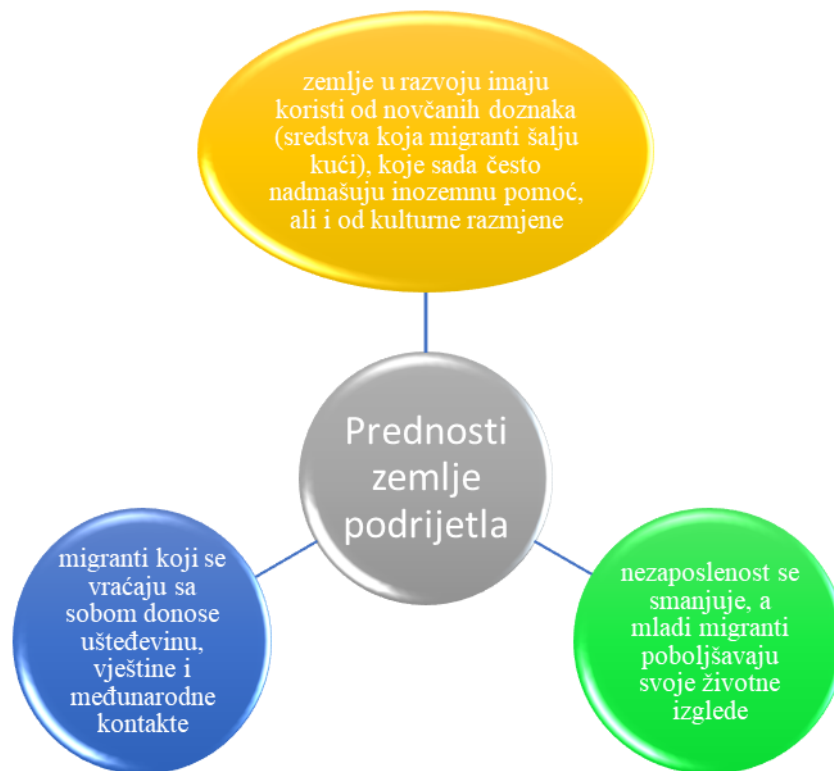 zemlje u razvoju imaju
koristi od novčanih doznaka
(sredstva koja migranti šalju
kući), koje sada često
nadmašuju inozemnu pomoć,
ali i od kulturne razmjene
Prednosti
zemlje
podrijetla
migranti koji se
vraćaju sa
sobom donose
ušteđevinu,
vještine i
međunarodne
kontakte
nezaposlenost se
smanjuje, a
mladi migranti
poboljšavaju
svoje životne
izglede